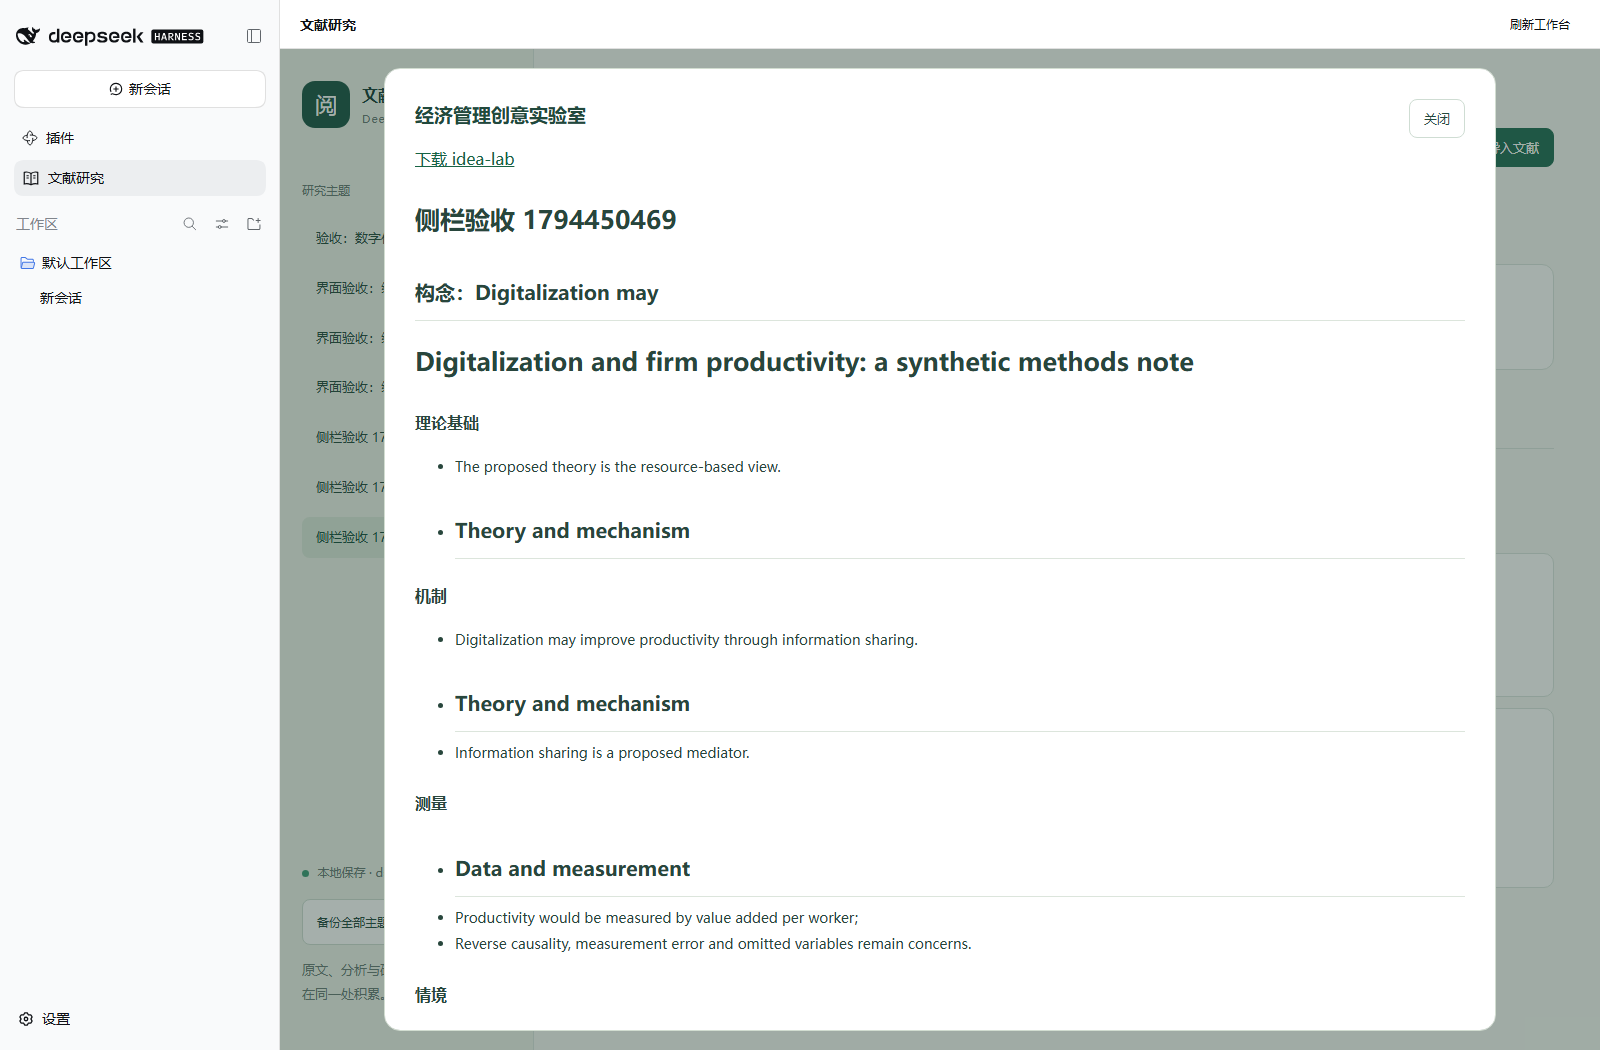 deepseek HARNESS
新会话
插件
文献研究
工作区
默认工作区
新会话
设置
文献研究
刷新工作台
阅
文献
Dee
研究主题
验收：数字
界面验收：
界面验收：
界面验收：
侧栏验收 17
侧栏验收 17
侧栏验收 17
本地保存 · d
备份全部主题
原文、分析与
在同一处积累。
导入文献
经济管理创意实验室
关闭
下载 idea-lab
侧栏验收 1794450469
构念：Digitalization may
Digitalization and firm productivity: a synthetic methods note
理论基础
The proposed theory is the resource-based view.
Theory and mechanism
机制
Digitalization may improve productivity through information sharing.
Theory and mechanism
Information sharing is a proposed mediator.
测量
Data and measurement
Productivity would be measured by value added per worker;
Reverse causality, measurement error and omitted variables remain concerns.
情境